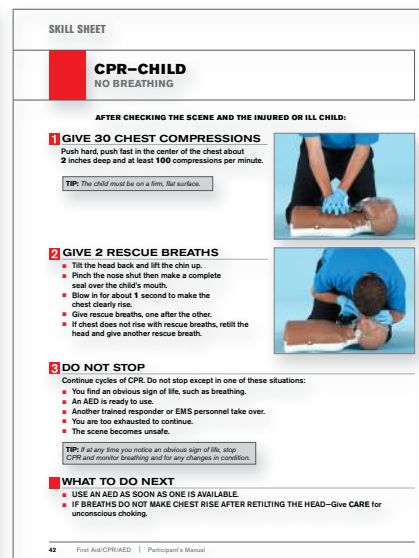 SKILL SHEET
CPR–CHILD
NO BREATHING
AFTER CHECKING THE SCENE AND THE INJURED OR ILL CHILD:
1 GIVE 30 CHEST COMPRESSIONS
Push hard, push fast in the center of the chest about
2 inches deep and at least 100 compressions per minute.
TIP: The child must be on a firm, flat surface.
2 GIVE 2 RESCUE BREATHS
■ Tilt the head back and lift the chin up.
■ Pinch the nose shut then make a complete
seal over the child's mouth.
■ Blow in for about 1 second to make the
chest clearly rise.
■ Give rescue breaths, one after the other.
■ If chest does not rise with rescue breaths, retilt the
head and give another rescue breath.
3 DO NOT STOP
Continue cycles of CPR. Do not stop except in one of these situations:
■ You find an obvious sign of life, such as breathing.
■ An AED is ready to use.
■ Another trained responder or EMS personnel take over.
■ You are too exhausted to continue.
■ The scene becomes unsafe.
TIP: If at any time you notice an obvious sign of life, stop
CPR and monitor breathing and for any changes in condition.
WHAT TO DO NEXT
■ USE AN AED AS SOON AS ONE IS AVAILABLE.
■ IF BREATHS DO NOT MAKE CHEST RISE AFTER RETILTING THE HEAD—Give CARE for
unconscious choking.
42 First Aid/CPR/AED | Participant's Manual